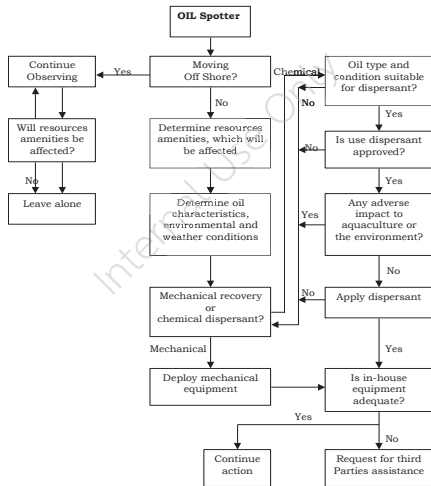 OIL Spotter
Continue
Observing
Yes
Moving
Off Shore?
Chemical
Oil type and
condition suitable
for dispersant?
No
No
Yes
Will resources
amenities be
affected?
Determine resources
amenities, which will
be affected
No
Is use dispersant
approved?
No
Yes
Leave alone
Determine oil
characteristics,
environmental and
weather conditions
Yes
Any adverse
impact to
aquaculture or
the environment?
No
Mechanical recovery
or
chemical dispersant?
No
Apply dispersant
Mechanical
Yes
Deploy mechanical
equipment
Is in-house
equipment
adequate?
Yes
No
Continue
action
Request for third
Parties assistance
Internal Use Only